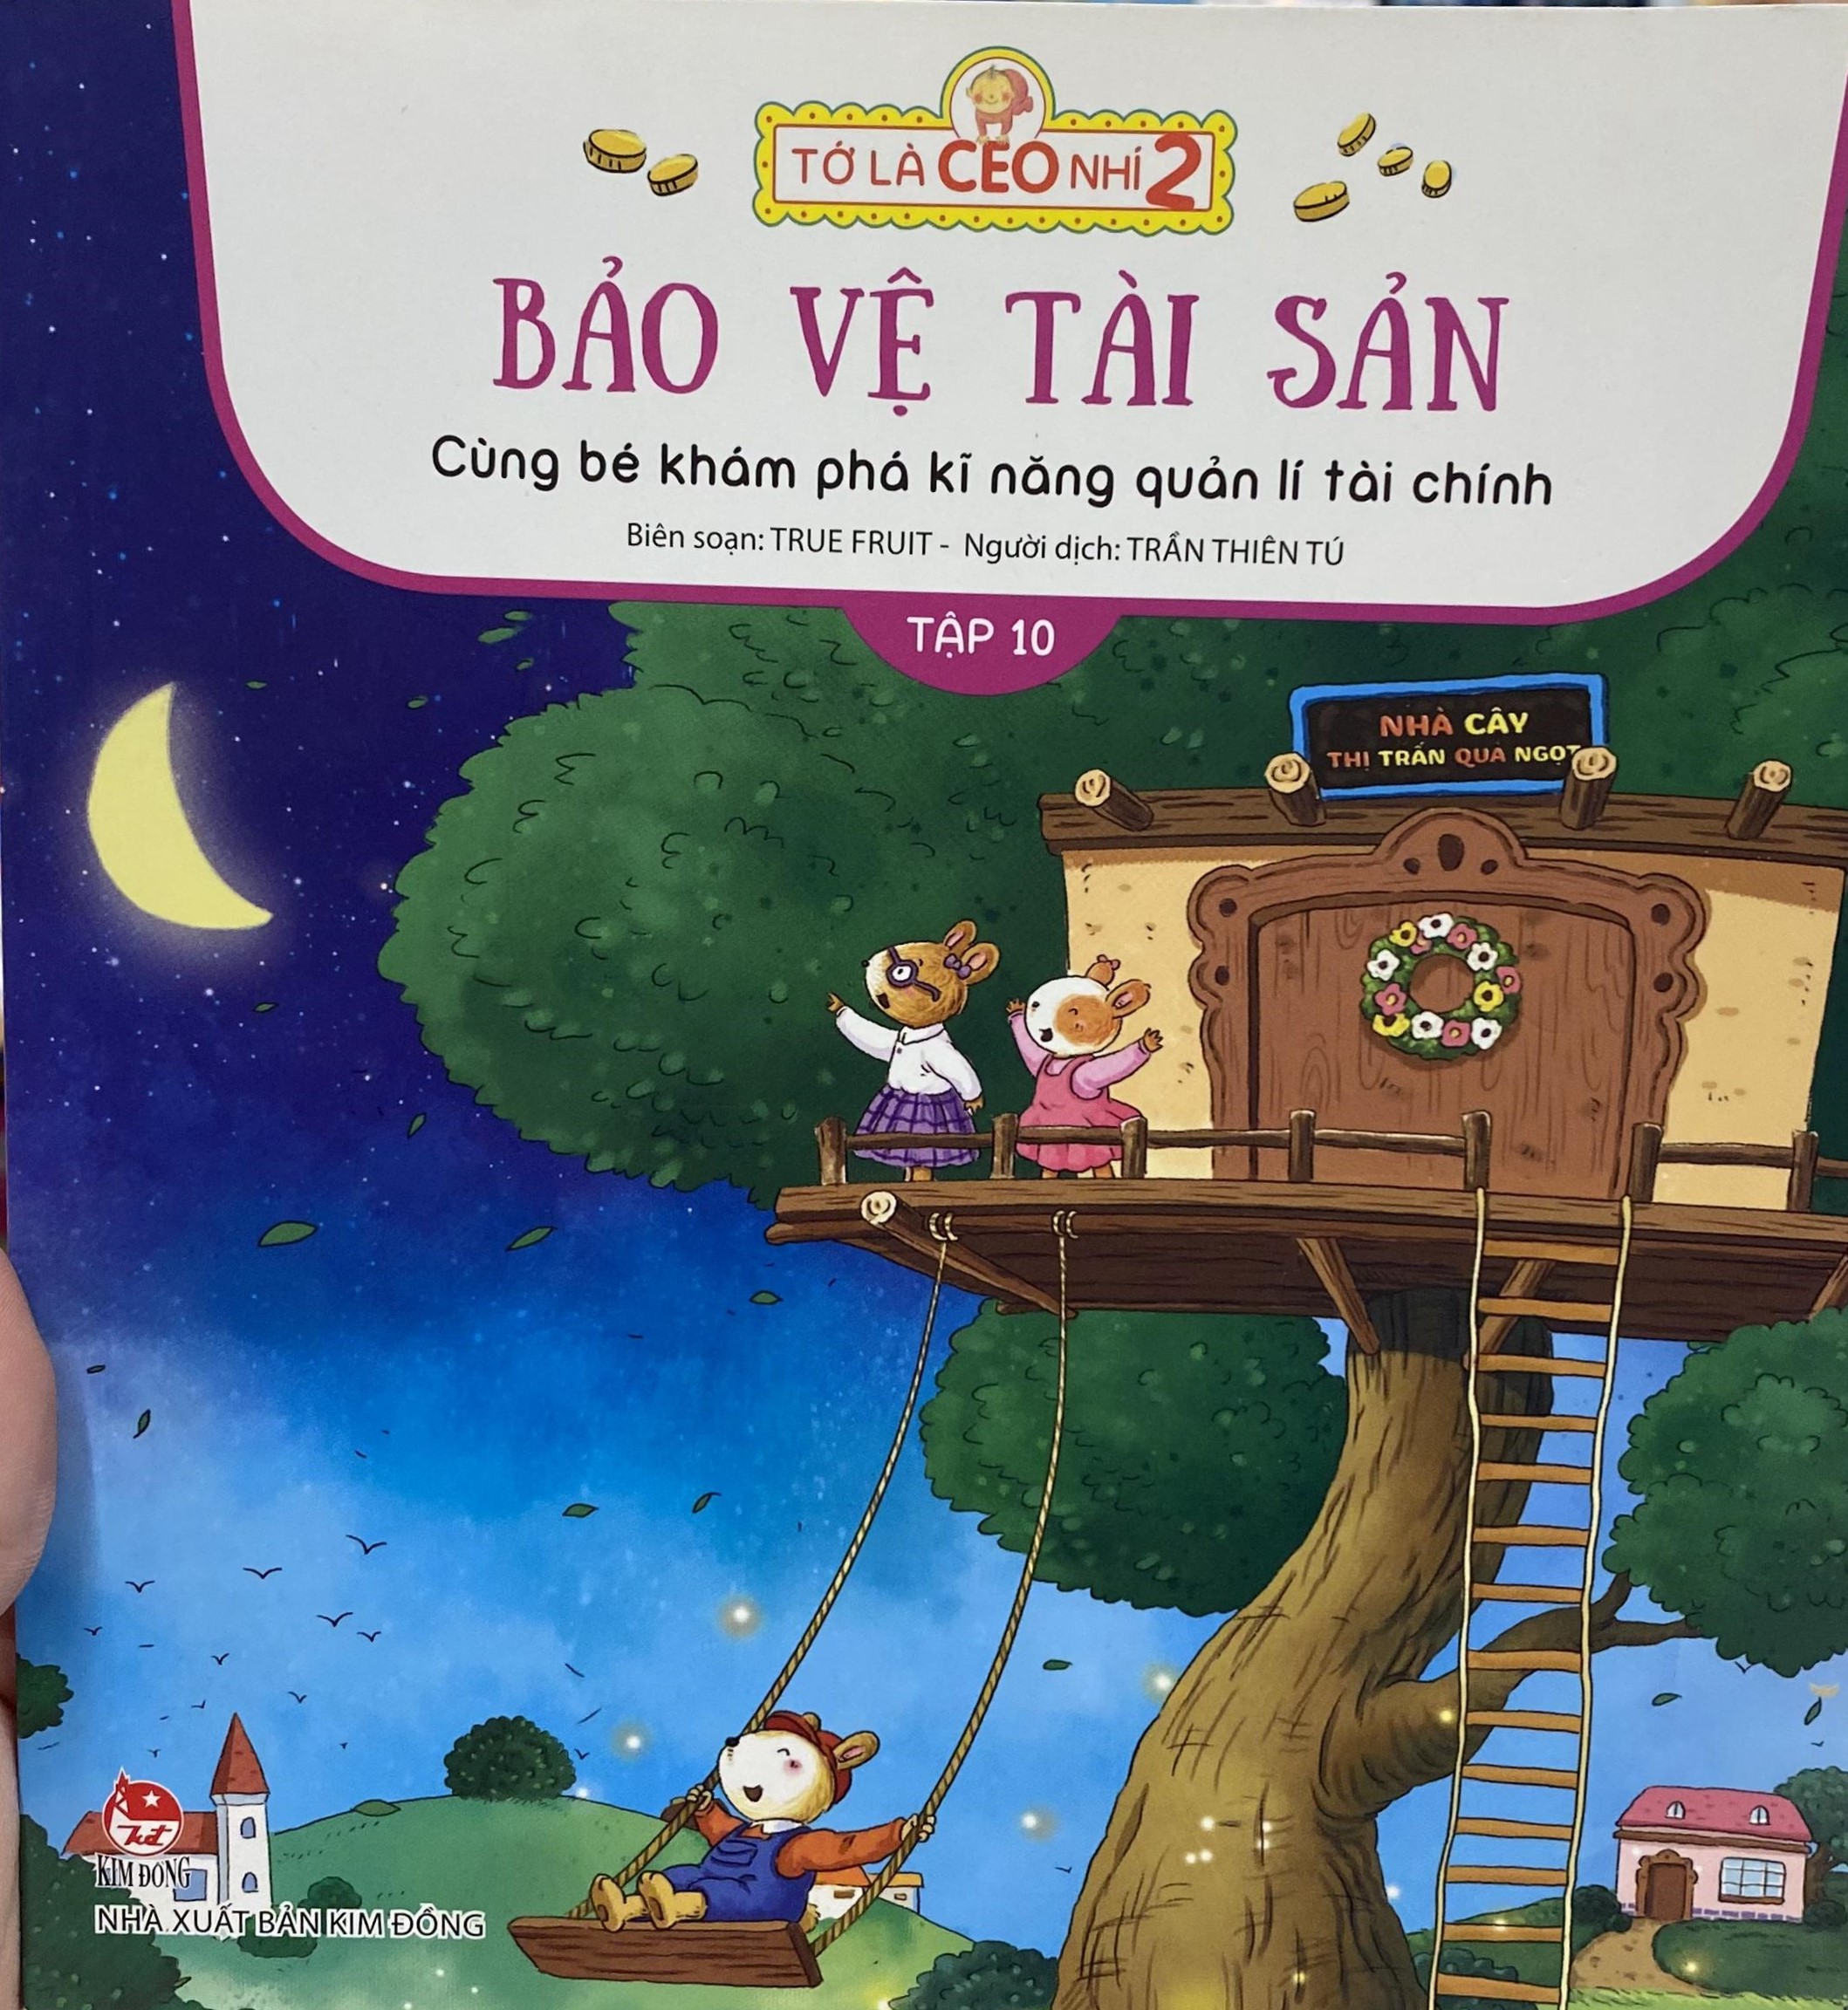 TỚ LÀ CEO NHÍ 2
BẢO VỆ TÀI SẢN
Cùng bé khám phá kĩ năng quản lí tài chính
Biên soạn: TRUE FRUIT - Người dịch: TRẦN THIÊN TÚ
TẬP 10
NHÀ CÂY
THỊ TRẤN QUẢ NGỌT
KIM ĐỒNG
NHÀ XUẤT BẢN KIM ĐỒNG